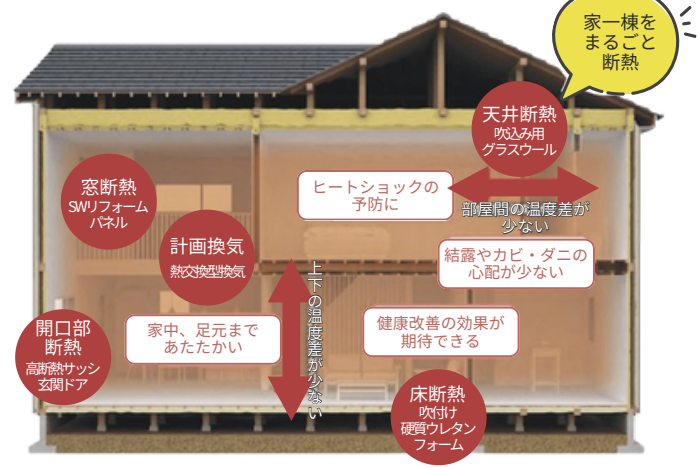 家一棟を
まるごと
断熱
天井断熱
吹込み用
グラスウール
窓断熱
SWリフォーム
パネル
ヒートショックの
予防に
部屋間の温度差が
少ない
計画換気
熱交換型換気
結露やカビ・ダニの
心配が少ない
上下の温度差が少ない
開口部
断熱
高断熱サッシ
玄関ドア
家中、足元まで
あたたかい
健康改善の効果が
期待できる
床断熱
吹付け
硬質ウレタン
フォーム